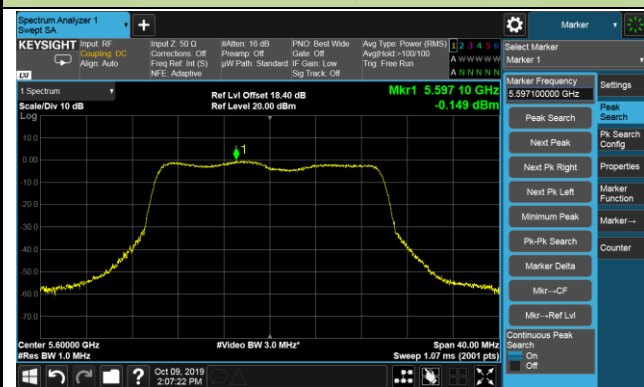 Spectrum Analyzer 1
Swept SA
+
Marker
KEYSIGHT
Input: RF
Coupling: DC
Align: Auto
Input Z: 50 Ω
Corrections: Off
Freq Ref: Int (S)
NFE: Adaptive
#Atten: 16 dB
Preamp: Off
µW Path: Standard
PNO: Best Wide
Gate: Off
IF Gain: Low
Sig Track: Off
Avg Type: Power (RMS)
Avg|Hold: >100/100
Trig: Free Run
1 2 3 4 5 6
A W W W W W
A N N N N N
Select Marker
Marker 1
LXI
1 Spectrum
Scale/Div 10 dB
Log
Ref Lvl Offset 18.40 dB
Ref Level 20.00 dBm
Mkr1 5.597 10 GHz
-0.149 dBm
10.0
0.00
-10.0
-20.0
-30.0
-40.0
-50.0
-60.0
-70.0
1
Center 5.60000 GHz
#Res BW 1.0 MHz
#Video BW 3.0 MHz*
Span 40.00 MHz
Sweep 1.07 ms (2001 pts)
Marker Frequency
5.597100000 GHz
Peak Search
Next Peak
Next Pk Right
Next Pk Left
Minimum Peak
Pk-Pk Search
Marker Delta
Mkr→CF
Mkr→Ref Lvl
Continuous Peak
Search
On
Off
Settings
Peak
Search
Pk Search
Config
Properties
Marker
Function
Marker→
Counter
?
Oct 09, 2019
2:07:22 PM